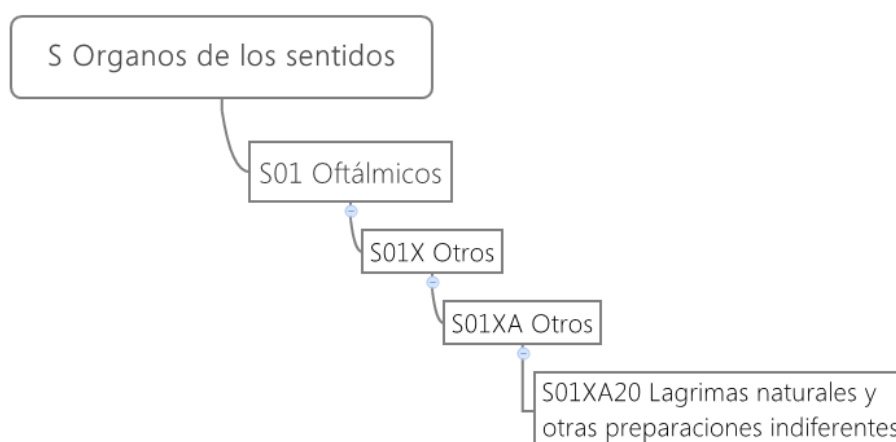 S Organos de los sentidos
S01 Oftálmicos
S01X Otros
S01XA Otros
S01XA20 Lagrimas naturales y
otras preparaciones indiferentes